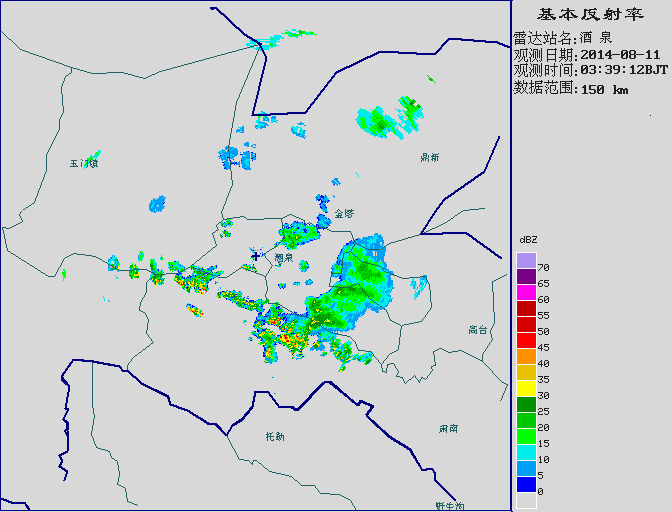 基本反射率
雷达站名:酒 泉
观测日期:2014-08-11
观测时间:03:39:12BJT
数据范围:150 km
玉门镇
鼎新
金塔
酒泉
高台
肃南
托勒
野牛沟
dBZ
70
65
60
55
50
45
40
35
30
25
20
15
10
5
0